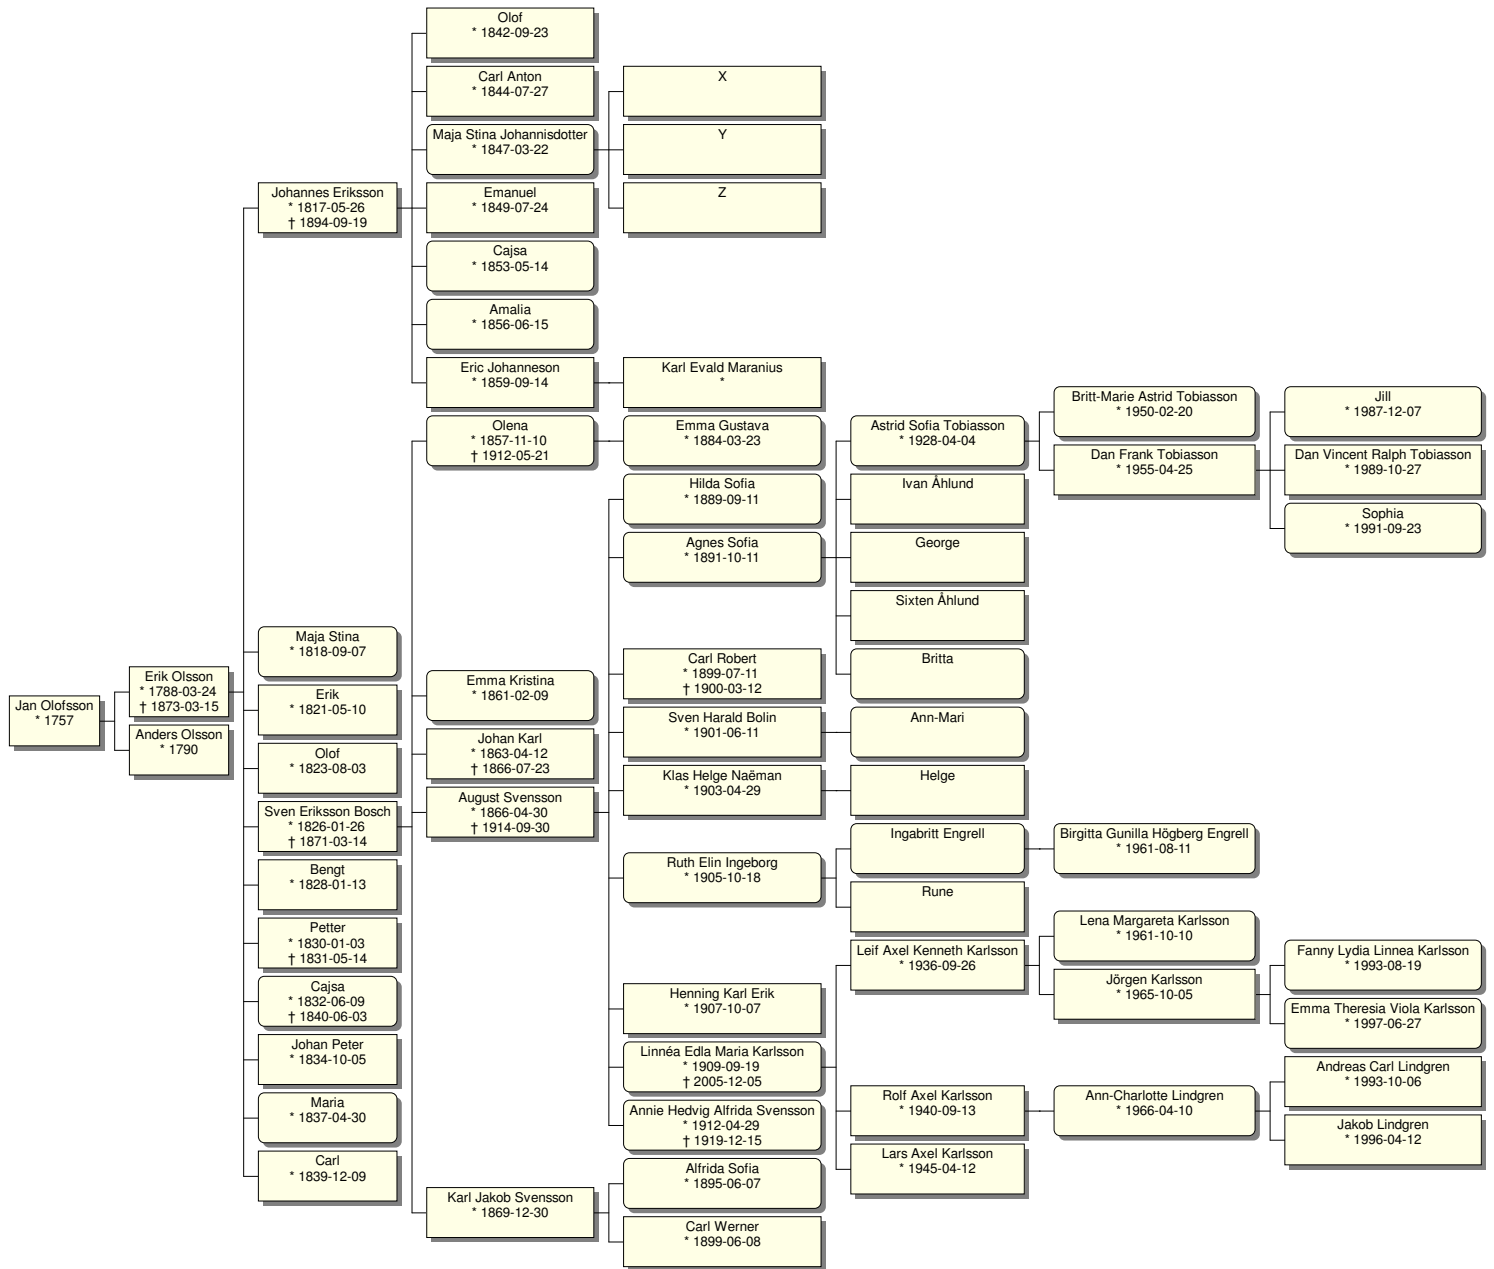 Jan Olofsson
* 1757
Erik Olsson
* 1788-03-24
† 1873-03-15
Anders Olsson
* 1790
Johannes Eriksson
* 1817-05-26
† 1894-09-19
Maja Stina
* 1818-09-07
Erik
* 1821-05-10
Olof
* 1823-08-03
Sven Eriksson Bosch
* 1826-01-26
† 1871-03-14
Bengt
* 1828-01-13
Petter
* 1830-01-03
† 1831-05-14
Cajsa
* 1832-06-09
† 1840-06-03
Johan Peter
* 1834-10-05
Maria
* 1837-04-30
Carl
* 1839-12-09
Olof
* 1842-09-23
Carl Anton
* 1844-07-27
Maja Stina Johannisdotter
* 1847-03-22
Emanuel
* 1849-07-24
Cajsa
* 1853-05-14
Amalia
* 1856-06-15
Eric Johanneson
* 1859-09-14
Olena
* 1857-11-10
† 1912-05-21
Emma Kristina
* 1861-02-09
Johan Karl
* 1863-04-12
† 1866-07-23
August Svensson
* 1866-04-30
† 1914-09-30
Karl Jakob Svensson
* 1869-12-30
X
Y
Z
Karl Evald Maranius
*
Emma Gustava
* 1884-03-23
Hilda Sofia
* 1889-09-11
Agnes Sofia
* 1891-10-11
Carl Robert
* 1899-07-11
† 1900-03-12
Sven Harald Bolin
* 1901-06-11
Klas Helge Naëman
* 1903-04-29
Ruth Elin Ingeborg
* 1905-10-18
Henning Karl Erik
* 1907-10-07
Linnéa Edla Maria Karlsson
* 1909-09-19
† 2005-12-05
Annie Hedvig Alfrida Svensson
* 1912-04-29
† 1919-12-15
Alfrida Sofia
* 1895-06-07
Carl Werner
* 1899-06-08
Astrid Sofia Tobiasson
* 1928-04-04
Ivan Åhlund
George
Sixten Åhlund
Britta
Ann-Mari
Helge
Ingabritt Engrell
Rune
Leif Axel Kenneth Karlsson
* 1936-09-26
Rolf Axel Karlsson
* 1940-09-13
Lars Axel Karlsson
* 1945-04-12
Britt-Marie Astrid Tobiasson
* 1950-02-20
Dan Frank Tobiasson
* 1955-04-25
Birgitta Gunilla Högberg Engrell
* 1961-08-11
Lena Margareta Karlsson
* 1961-10-10
Jörgen Karlsson
* 1965-10-05
Ann-Charlotte Lindgren
* 1966-04-10
Jill
* 1987-12-07
Dan Vincent Ralph Tobiasson
* 1989-10-27
Sophia
* 1991-09-23
Fanny Lydia Linnea Karlsson
* 1993-08-19
Emma Theresia Viola Karlsson
* 1997-06-27
Andreas Carl Lindgren
* 1993-10-06
Jakob Lindgren
* 1996-04-12